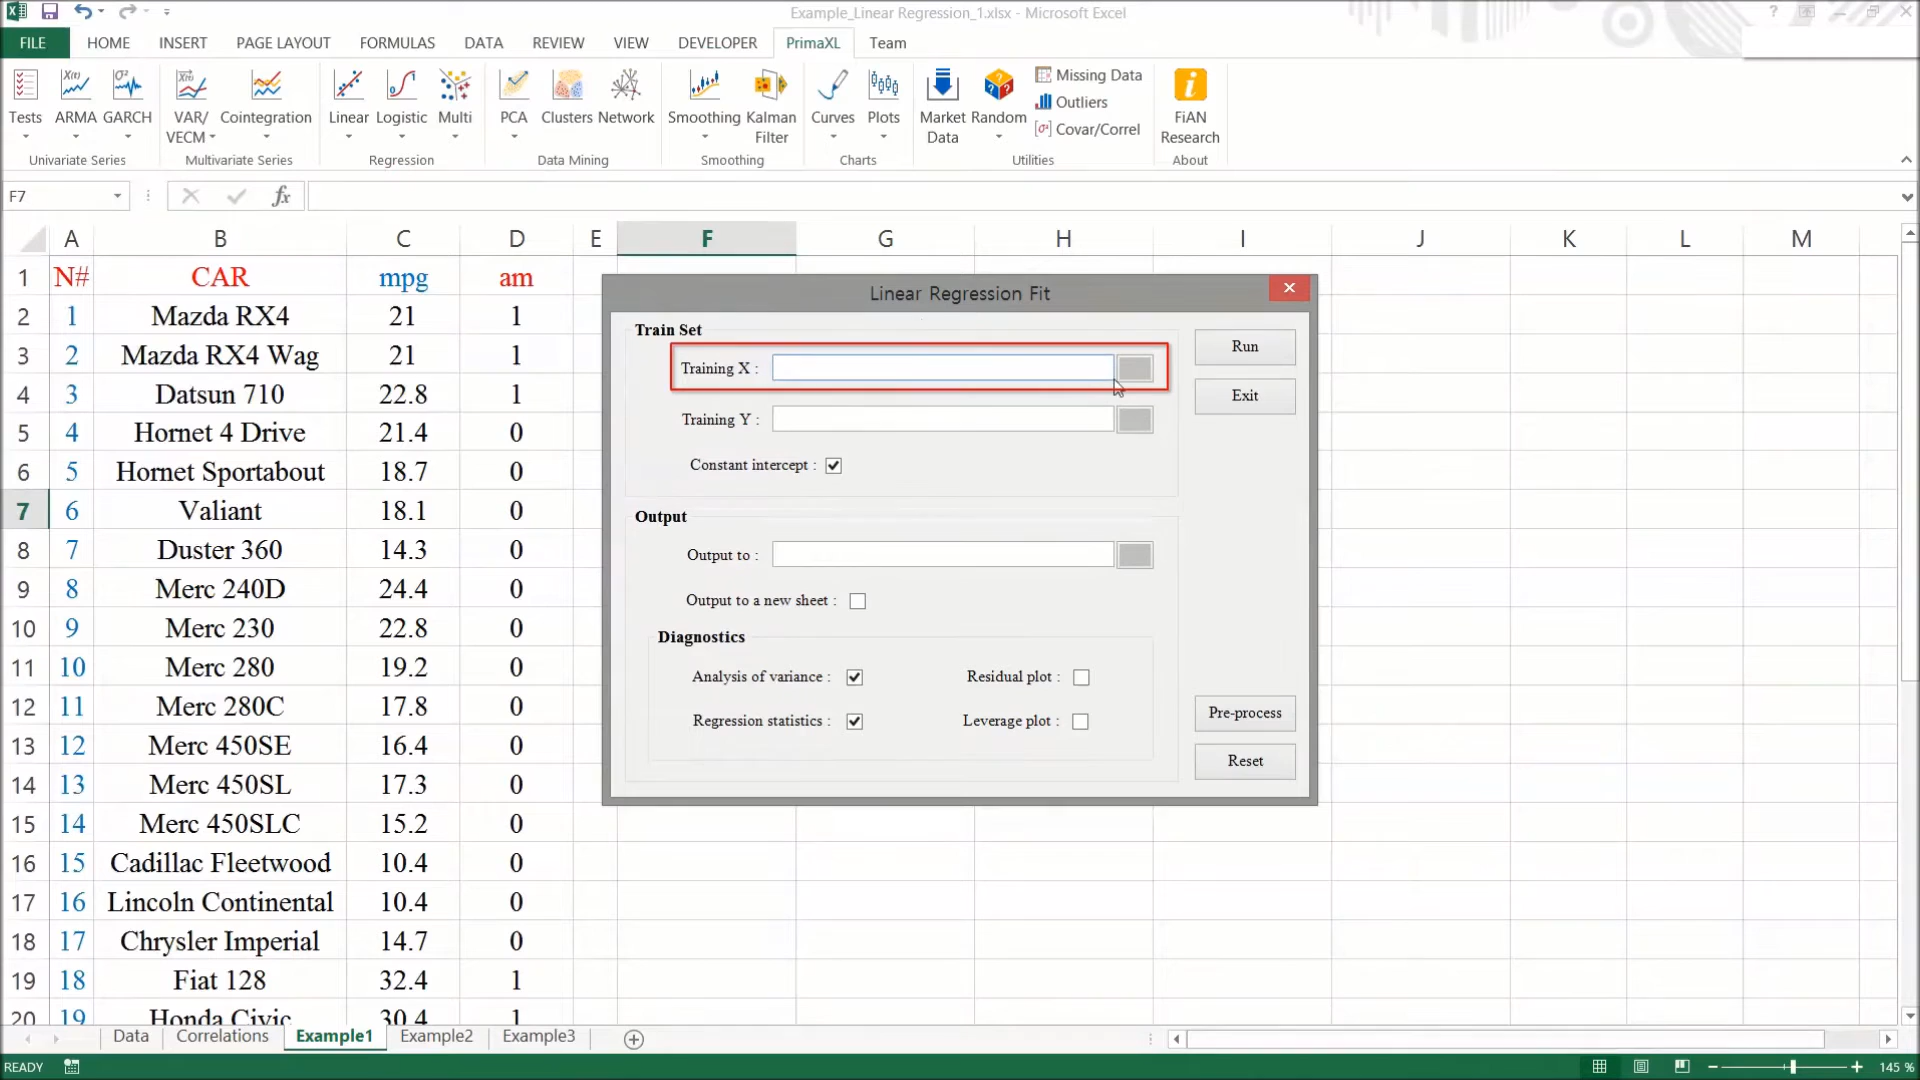 Example_Linear Regression_1.xlsx - Microsoft Excel
FILE HOME INSERT PAGE LAYOUT FORMULAS DATA REVIEW VIEW DEVELOPER PrimaXL Team
Tests ARMA GARCH VAR/ VECM Cointegration Linear Logistic Multi PCA Clusters Network Smoothing Kalman Filter Curves Plots Market Data Random Missing Data FiAN Research
Outliers
Covar/Correl
Univariate Series Multivariate Series Regression Data Mining Smoothing Charts Utilities About
F7 fx
A B C D E F G H I J K L M
1 N# CAR mpg am
2 1 Mazda RX4 21 1
3 2 Mazda RX4 Wag 21 1
4 3 Datsun 710 22.8 1
5 4 Hornet 4 Drive 21.4 0
6 5 Hornet Sportabout 18.7 0
7 6 Valiant 18.1 0
8 7 Duster 360 14.3 0
9 8 Merc 240D 24.4 0
10 9 Merc 230 22.8 0
11 10 Merc 280 19.2 0
12 11 Merc 280C 17.8 0
13 12 Merc 450SE 16.4 0
14 13 Merc 450SL 17.3 0
15 14 Merc 450SLC 15.2 0
16 15 Cadillac Fleetwood 10.4 0
17 16 Lincoln Continental 10.4 0
18 17 Chrysler Imperial 14.7 0
19 18 Fiat 128 32.4 1
20 19 Honda Civic 30.4 1
Linear Regression Fit
Train Set
Training X :
Run
Training Y :
Exit
Constant intercept :
Output
Output to :
Output to a new sheet :
Diagnostics
Analysis of variance : Residual plot :
Regression statistics : Leverage plot :
Pre-process
Reset
Data Correlations Example1 Example2 Example3
READY 145 %